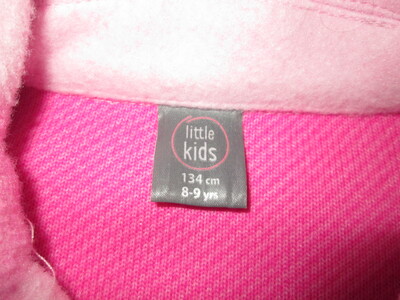 little
kids
134 cm
8-9 yrs